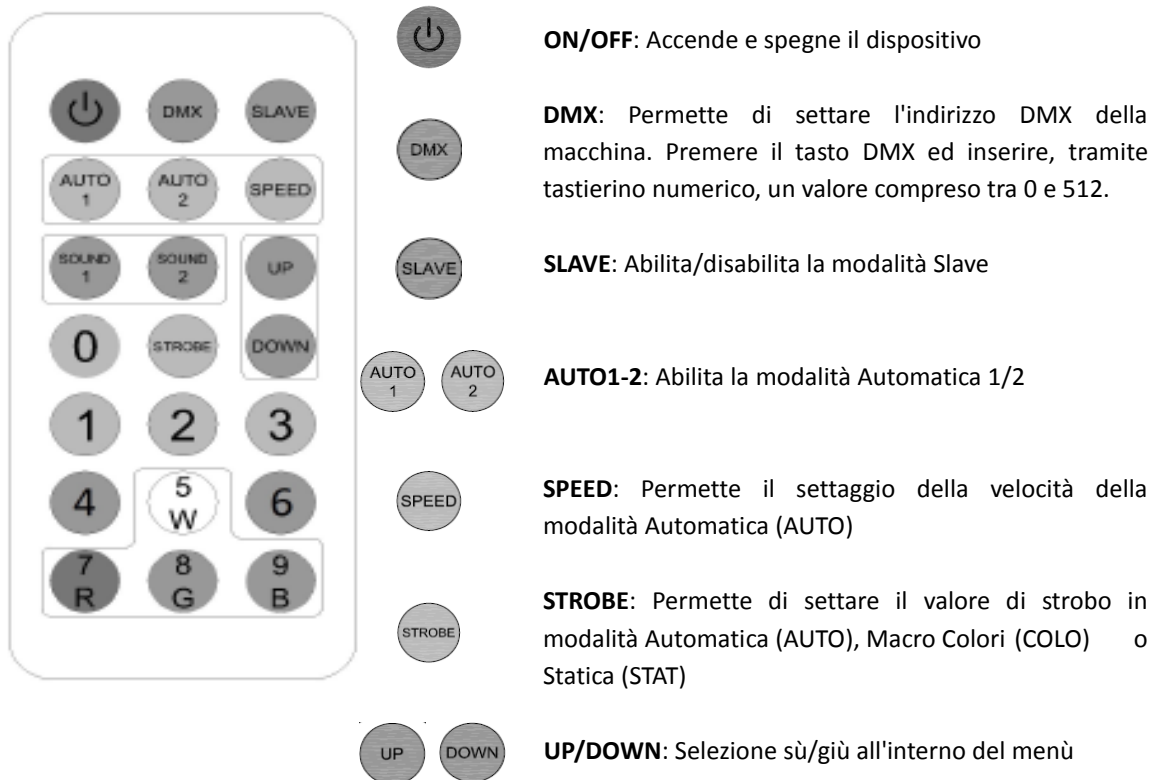 DMX SLAVE
AUTO 1 AUTO 2 SPEED
SOUND 1 SOUND 2 UP
0 STROBE DOWN
1 2 3
4 5 W 6
7 R 8 G 9 B
ON/OFF: Accende e spegne il dispositivo
DMX
DMX: Permette di settare l'indirizzo DMX della
macchina. Premere il tasto DMX ed inserire, tramite
tastierino numerico, un valore compreso tra 0 e 512.
SLAVE
SLAVE: Abilita/disabilita la modalità Slave
AUTO 1 AUTO 2
AUTO1-2: Abilita la modalità Automatica 1/2
SPEED
SPEED: Permette il settaggio della velocità della
modalità Automatica (AUTO)
STROBE
STROBE: Permette di settare il valore di strobo in
modalità Automatica (AUTO), Macro Colori (COLO) o
Statica (STAT)
UP DOWN
UP/DOWN: Selezione sù/giù all'interno del menù